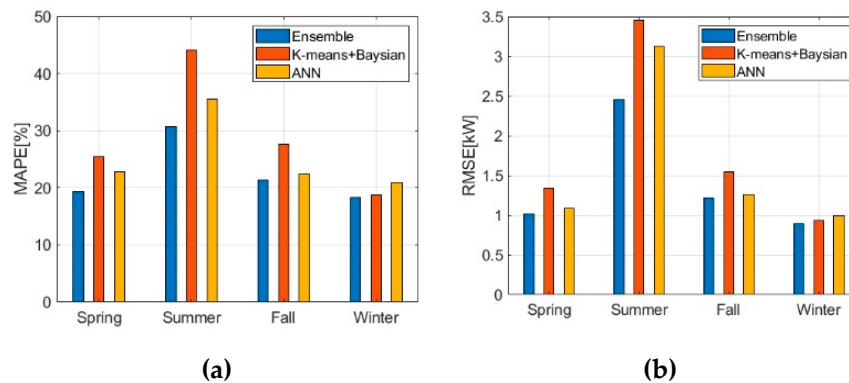 MAPE[%]
50
40
30
20
10
0
Ensemble
K-means+Baysian
ANN
Spring Summer Fall Winter
(a)
RMSE[kW]
3.5
3
2.5
2
1.5
1
0.5
0
Ensemble
K-means+Baysian
ANN
Spring Summer Fall Winter
(b)